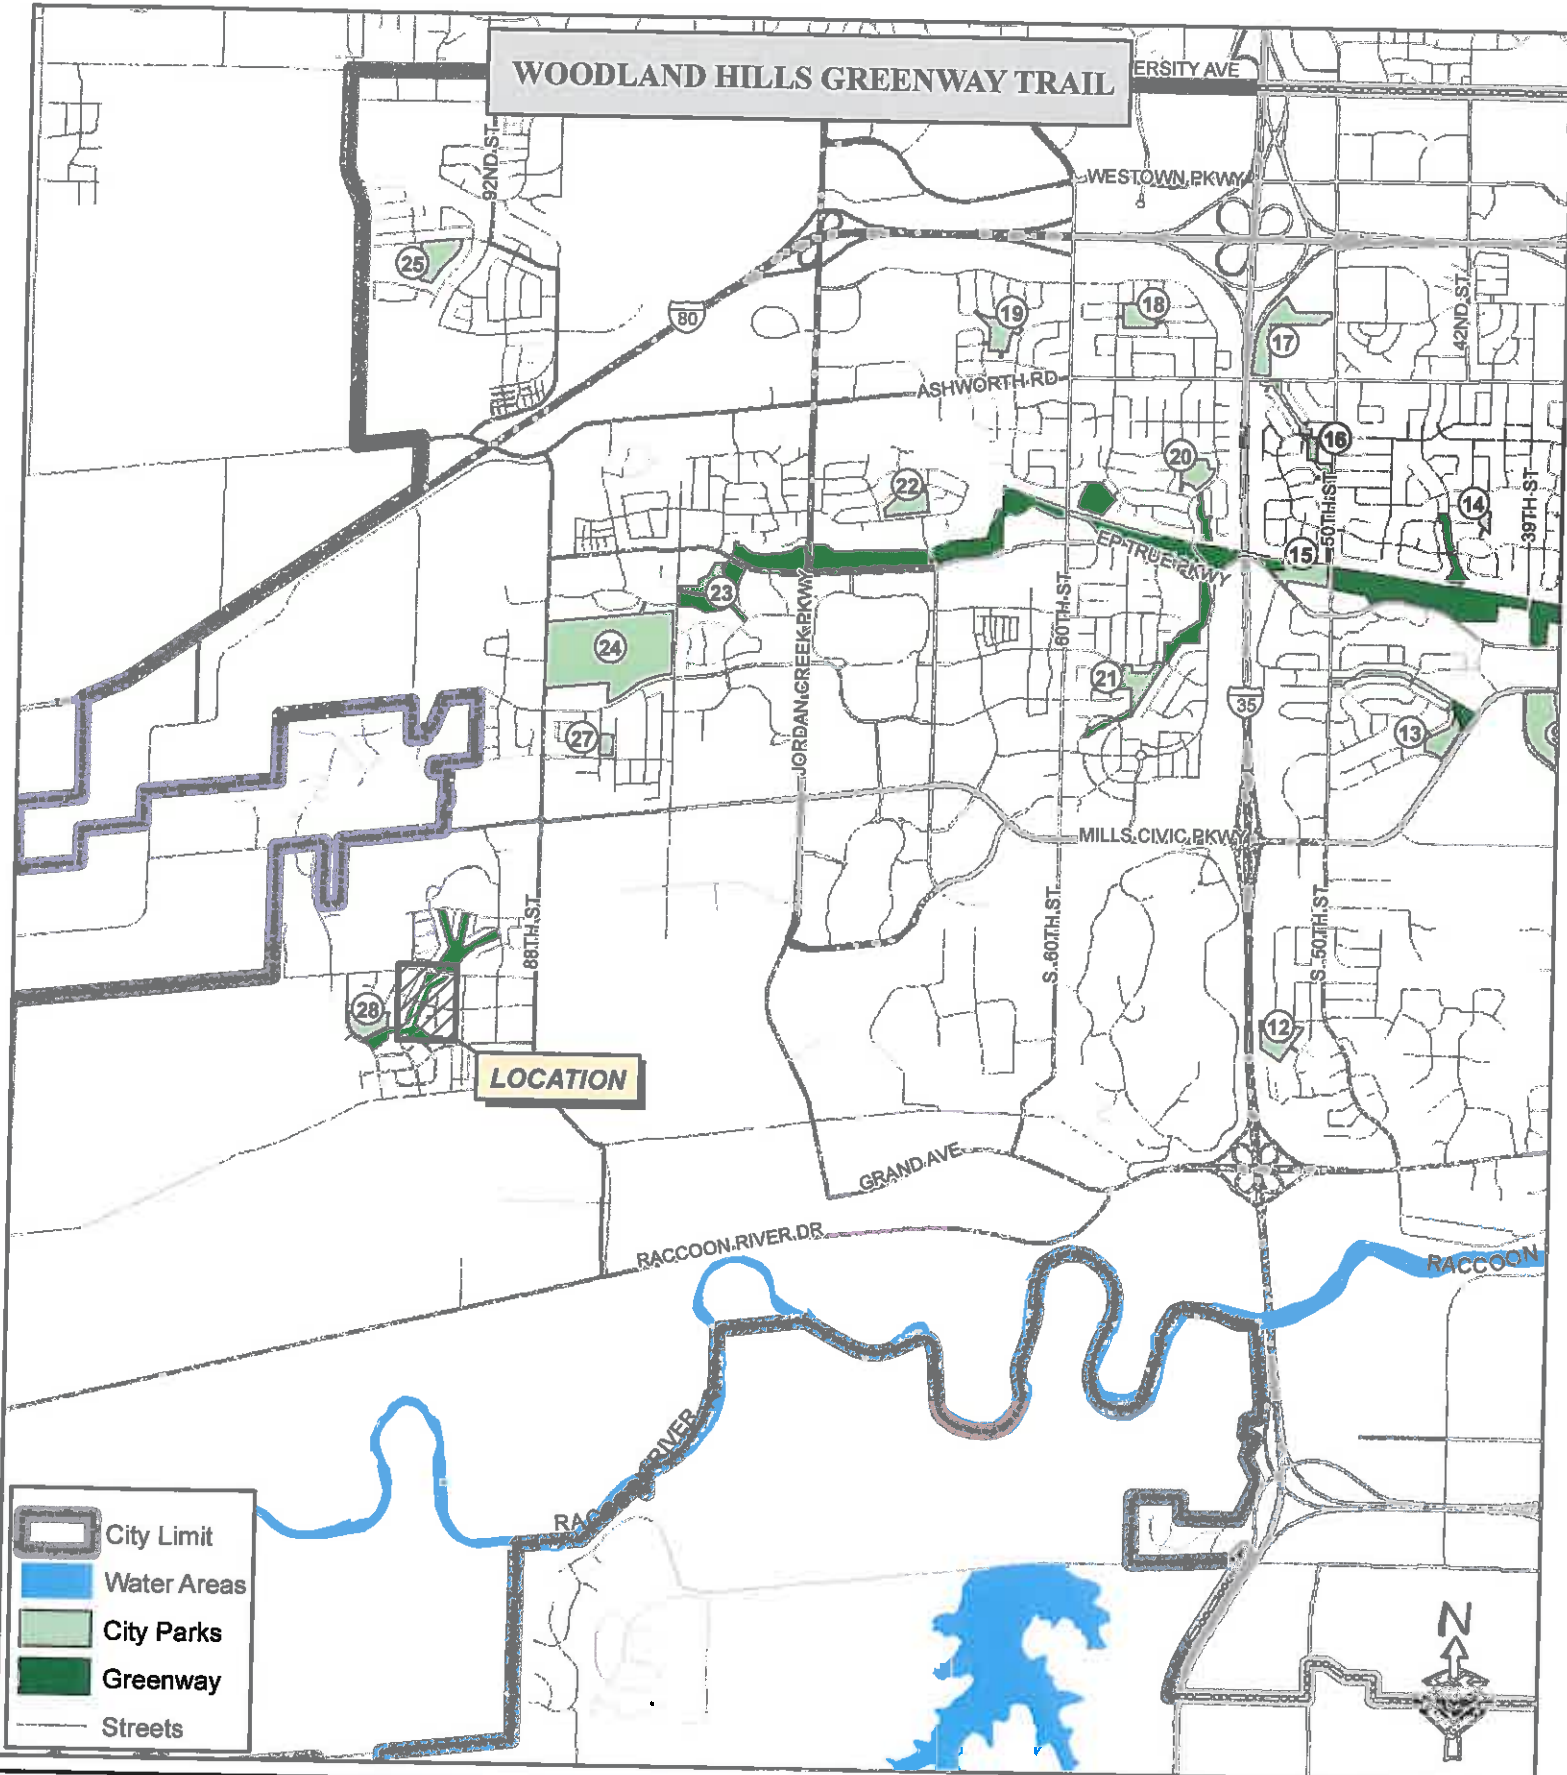 WOODLAND HILLS GREENWAY TRAIL
ERSITY AVE
92ND ST
WESTOWN PKWY
25
80
19
18
17
42ND ST
ASHWORTH RD
16
20
22
14
50TH ST
39TH ST
EP TRUE PKWY
15
23
60TH ST
24
JORDAN CREEK PKWY
21
35
27
13
MILLS CIVIC PKWY
88TH ST
S. 60TH ST
S. 50TH ST
28
12
LOCATION
GRAND AVE
RACCOON RIVER DR
RACCOON
RIVER
City Limit
Water Areas
City Parks
Greenway
Streets
N